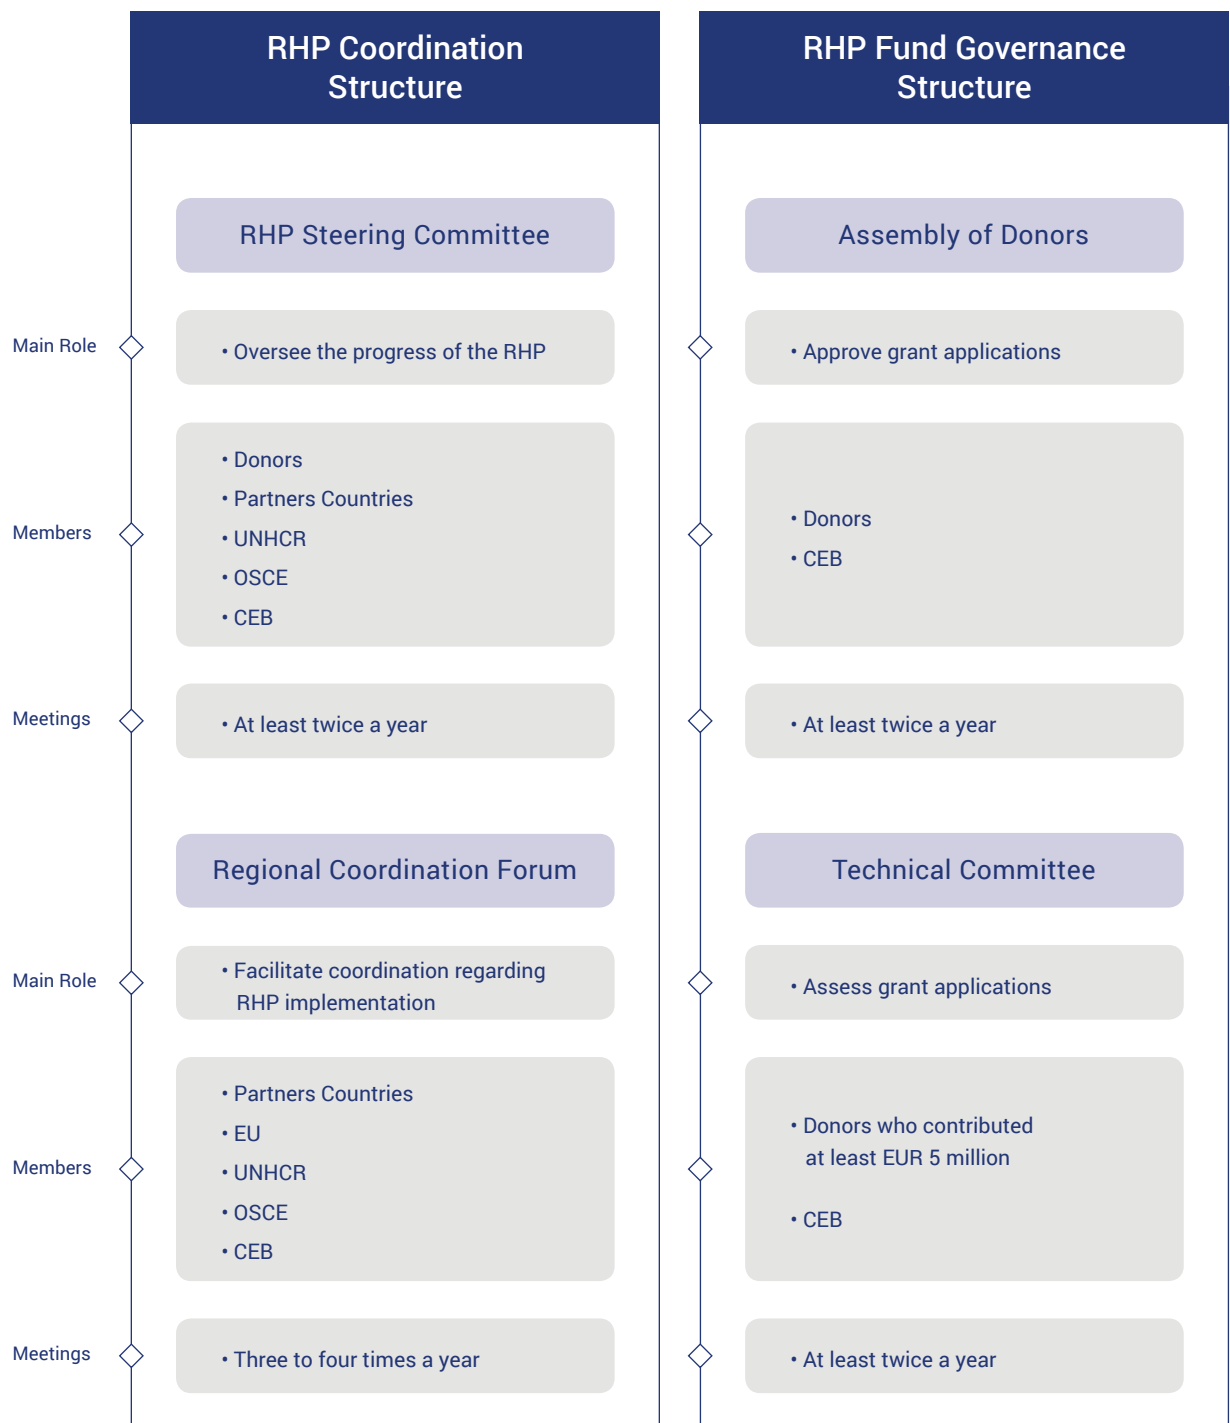 RHP Coordination
Structure
RHP Steering Committee
Main Role
• Oversee the progress of the RHP
Members
• Donors
• Partners Countries
• UNHCR
• OSCE
• CEB
Meetings
• At least twice a year
Regional Coordination Forum
Main Role
• Facilitate coordination regarding
RHP implementation
Members
• Partners Countries
• EU
• UNHCR
• OSCE
• CEB
Meetings
• Three to four times a year
RHP Fund Governance
Structure
Assembly of Donors
• Approve grant applications
• Donors
• CEB
• At least twice a year
Technical Committee
• Assess grant applications
• Donors who contributed
at least EUR 5 million
• CEB
• At least twice a year